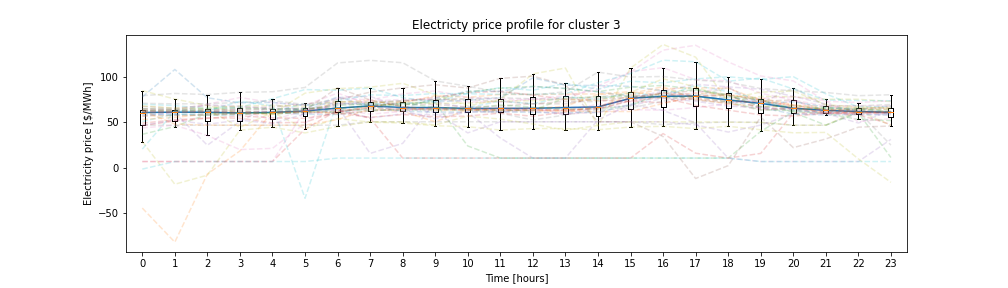 Electricty price profile for cluster 3
Electricity price [$/MWh]
100
50
0
−50
0 1 2 3 4 5 6 7 8 9 10 11 12 13 14 15 16 17 18 19 20 21 22 23
Time [hours]